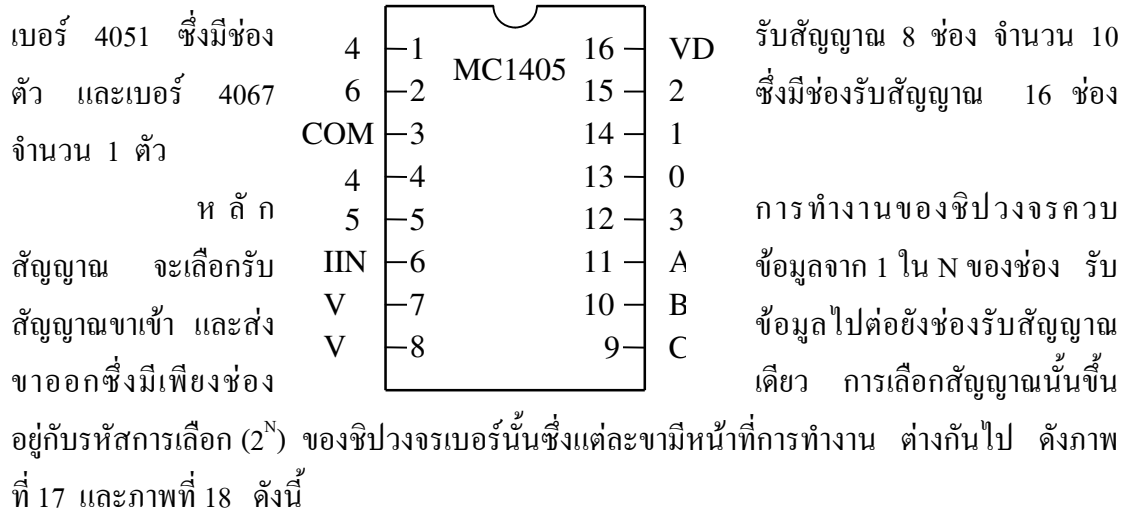 เบอร์ 4051 ซึ่งมีช่อง รับสัญญาณ 8 ช่อง จำนวน 10
ตัว และเบอร์ 4067 ซึ่งมีช่องรับสัญญาณ 16 ช่อง
จำนวน 1 ตัว
หลัก การทำงานของชิปวงจรควบ
สัญญาณ จะเลือกรับ ข้อมูลจาก 1 ใน N ของช่อง รับ
สัญญาณขาเข้า และส่ง ข้อมูลไปต่อยังช่องรับสัญญาณ
ขาออกซึ่งมีเพียงช่อง เดียว การเลือกสัญญาณนั้นขึ้น
อยู่กับรหัสการเลือก (2^N) ของชิปวงจรเบอร์นั้นซึ่งแต่ละขามีหน้าที่การทำงาน ต่างกันไป ดังภาพ
ที่ 17 และภาพที่ 18 ดังนี้
MC1405
4 1 16 VD
6 2 15 2
COM 3 14 1
4 4 13 0
5 5 12 3
IIN 6 11 A
V 7 10 B
V 8 9 C